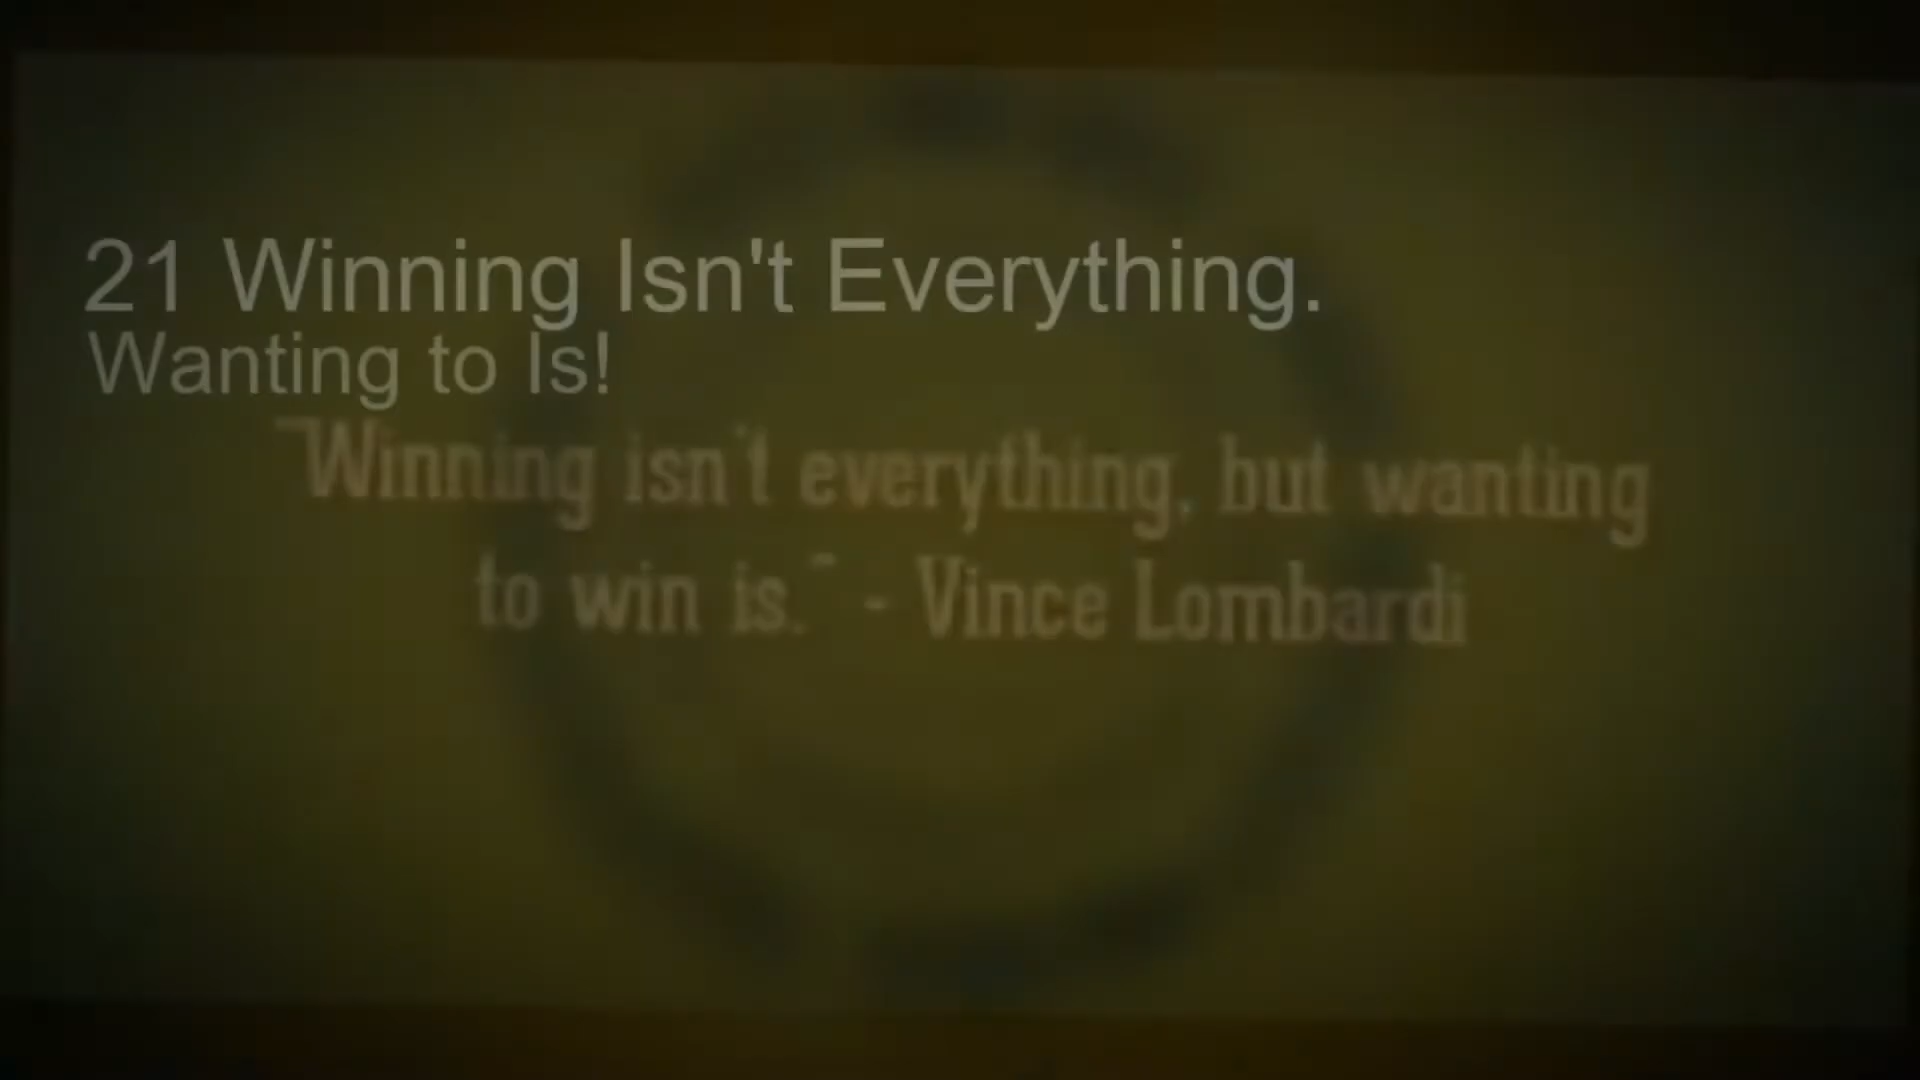 21 Winning Isn't Everything.
Wanting to Is!
"Winning isn't everything, but wanting
to win is." - Vince Lombardi